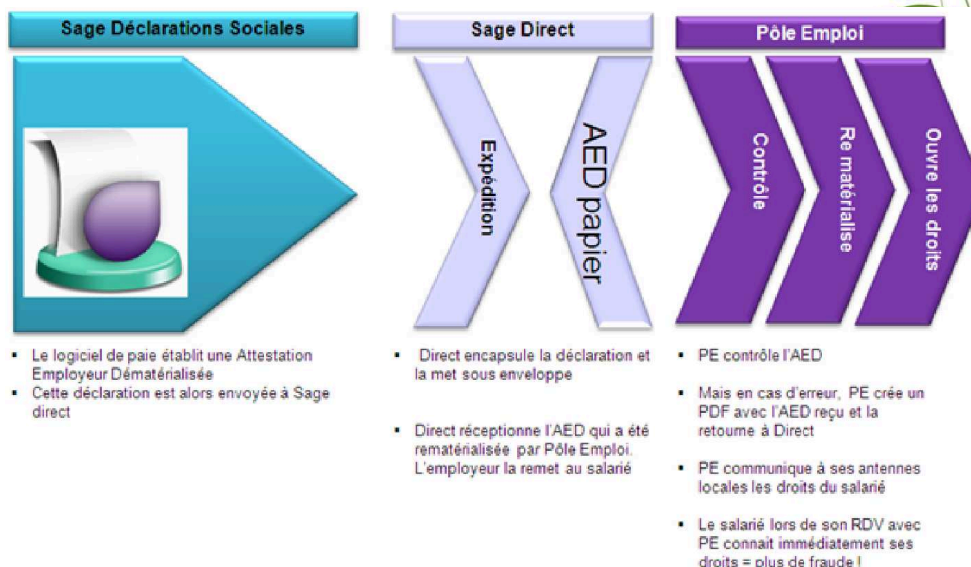 Sage Déclarations Sociales
Sage Direct
Pôle Emploi
Expédition
AED papier
Contrôle
Re matérialise
Ouvre les droits
▪ Le logiciel de paie établit une Attestation
Employeur Dématérialisée
▪ Cette déclaration est alors envoyée à Sage
direct
▪ Direct encapsule la déclaration et
la met sous enveloppe
▪ Direct réceptionne l'AED qui a été
rematérialisée par Pôle Emploi.
L'employeur la remet au salarié
▪ PE contrôle l'AED
▪ Mais en cas d'erreur, PE crée un
PDF avec l'AED reçu et la
retourne à Direct
▪ PE communique à ses antennes
locales les droits du salarié
▪ Le salarié lors de son RDV avec
PE connait immédiatement ses
droits = plus de fraude !